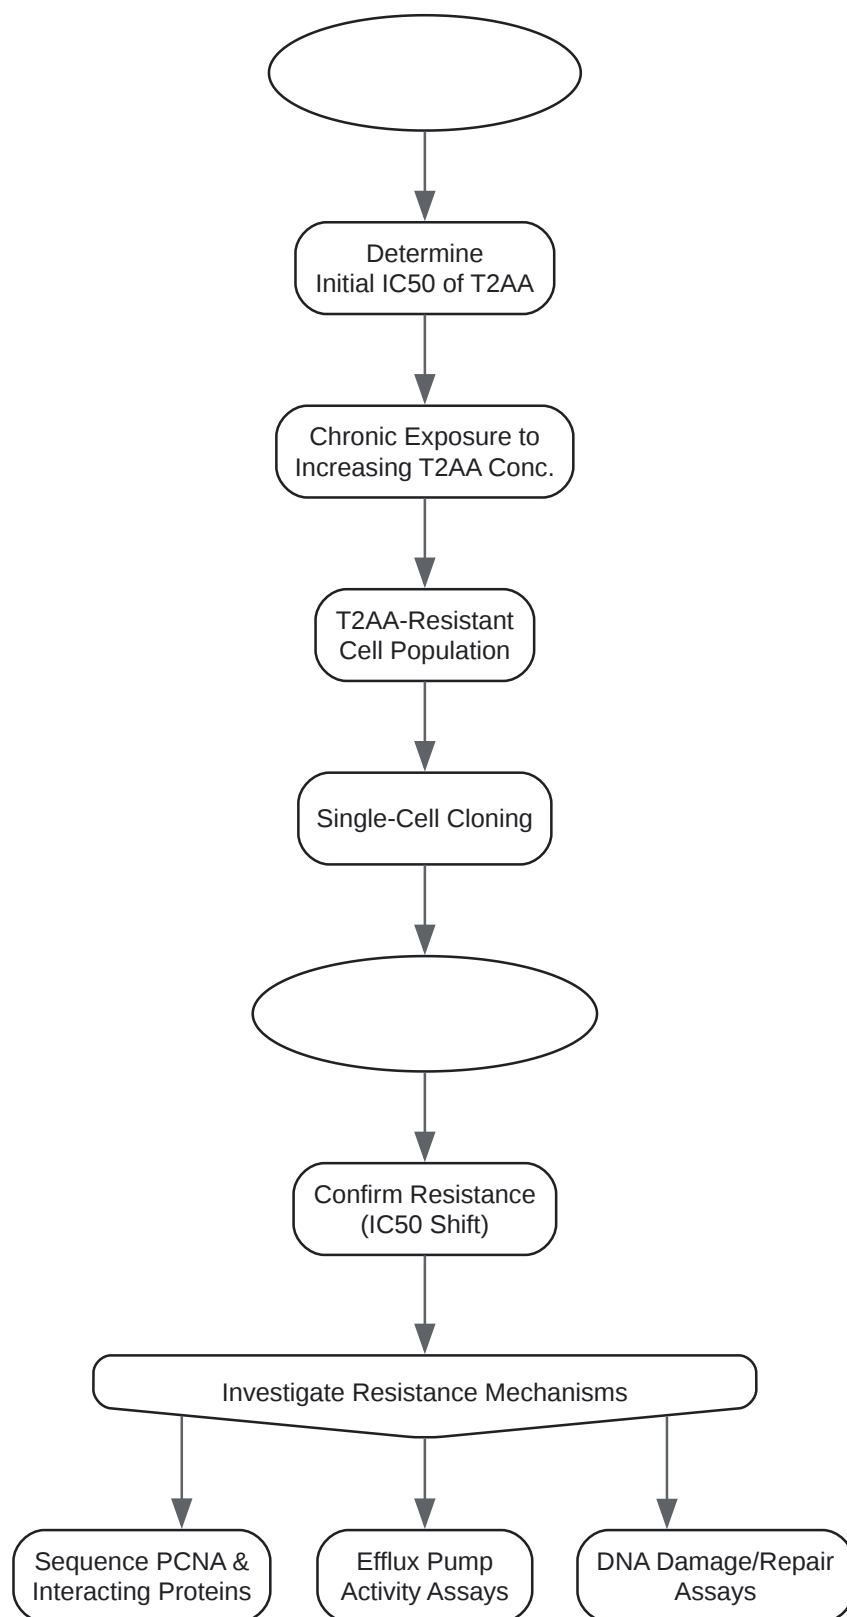 Determine
Initial IC50 of T2AA
Chronic Exposure to
Increasing T2AA Conc.
T2AA-Resistant
Cell Population
Single-Cell Cloning
Confirm Resistance
(IC50 Shift)
Investigate Resistance Mechanisms
Sequence PCNA &
Interacting Proteins
Efflux Pump
Activity Assays
DNA Damage/Repair
Assays